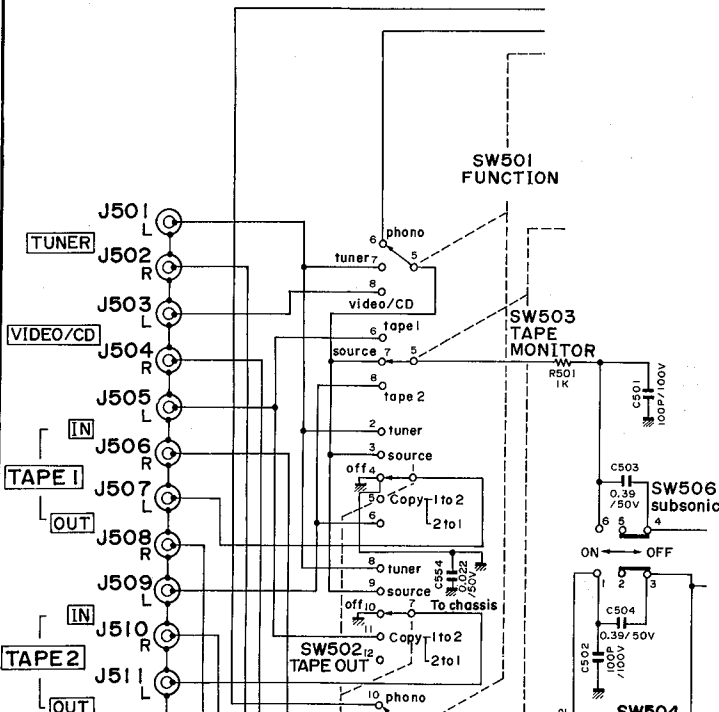 SW501
FUNCTION
J501
L
TUNER
J502
R
J503
L
VIDEO/CD
J504
R
J505
L
IN
J506
R
TAPE 1
J507
L
OUT
J508
R
J509
L
IN
J510
R
TAPE 2
J511
L
OUT
6 phono
tuner 7
5
8
video/CD
6 tape 1
source 7 5
8
tape 2
SW503
TAPE
MONITOR
R501
1K
C501
100P/100V
2 tuner
3 source
off 4 1
5 Copy 1 to 2
6 2 to 1
8 tuner
9 source
C554
0.022
/50V
off 10 7
To chassis
11 Copy 1 to 2
12 2 to 1
SW502
TAPE OUT
10 phono
C503
0.39
/50V
SW506
subsonic
6 5 4
ON OFF
1 2 3
C504
0.39/50V
C502
100P
/100V
SW504